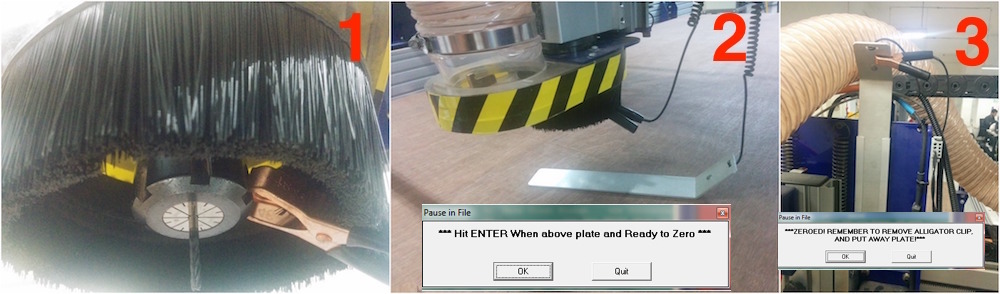 1
2
3
Pause in File
*** Hit ENTER When above plate and Ready to Zero ***
OK
Quit
Pause in File
***ZEROED! REMEMBER TO REMOVE ALLIGATOR CLIP,
AND PUT AWAY PLATE!***
OK
Quit